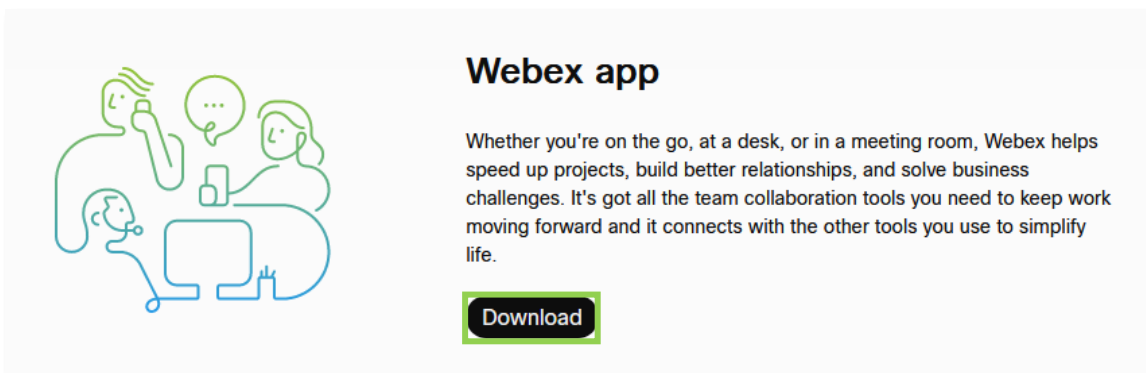 Webex app
Whether you're on the go, at a desk, or in a meeting room, Webex helps
speed up projects, build better relationships, and solve business
challenges. It's got all the team collaboration tools you need to keep work
moving forward and it connects with the other tools you use to simplify
life.
Download